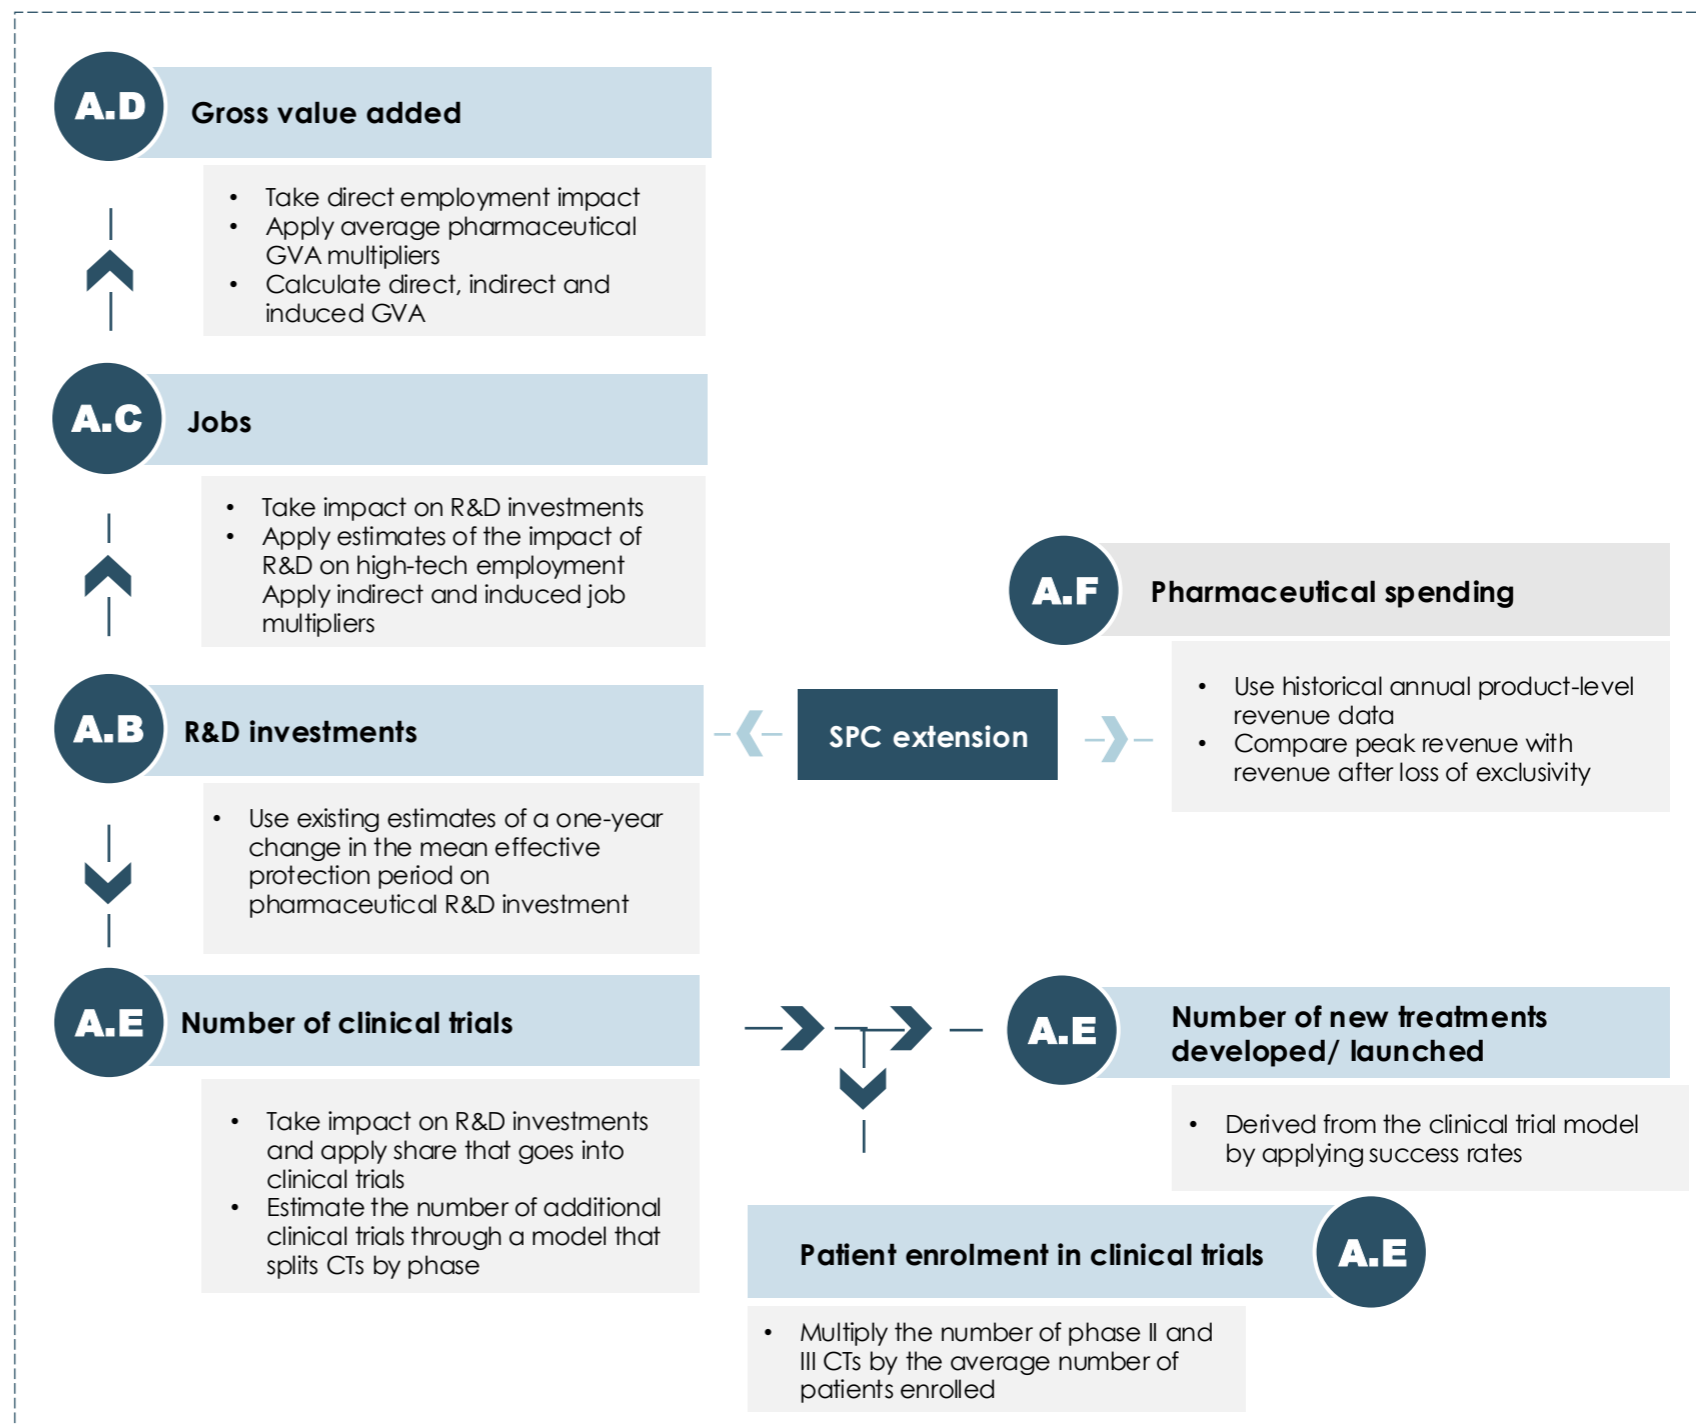 A.D
Gross value added
• Take direct employment impact
• Apply average pharmaceutical
GVA multipliers
• Calculate direct, indirect and
induced GVA
A.C
Jobs
• Take impact on R&D investments
• Apply estimates of the impact of
R&D on high-tech employment
Apply indirect and induced job
multipliers
A.B
R&D investments
• Use existing estimates of a one-year
change in the mean effective
protection period on
pharmaceutical R&D investment
SPC extension
A.F
Pharmaceutical spending
• Use historical annual product-level
revenue data
• Compare peak revenue with
revenue after loss of exclusivity
A.E
Number of clinical trials
• Take impact on R&D investments
and apply share that goes into
clinical trials
• Estimate the number of additional
clinical trials through a model that
splits CTs by phase
A.E
Number of new treatments
developed/ launched
• Derived from the clinical trial model
by applying success rates
Patient enrolment in clinical trials
A.E
• Multiply the number of phase II and
III CTs by the average number of
patients enrolled